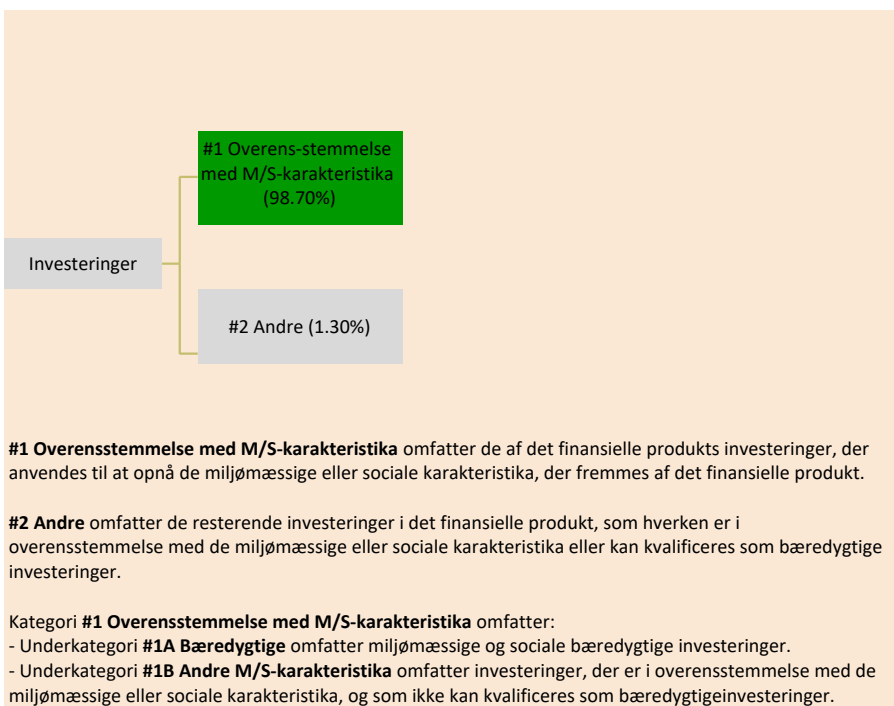 #1 Overens-stemmelse
med M/S-karakteristika
(98.70%)
Investeringer
#2 Andre (1.30%)
#1 Overensstemmelse med M/S-karakteristika omfatter de af det finansielle produkts investeringer, der
anvendes til at opnå de miljømæssige eller sociale karakteristika, der fremmes af det finansielle produkt.
#2 Andre omfatter de resterende investeringer i det finansielle produkt, som hverken er i
overensstemmelse med de miljømæssige eller sociale karakteristika eller kan kvalificeres som bæredygtige
investeringer.
Kategori #1 Overensstemmelse med M/S-karakteristika omfatter:
- Underkategori #1A Bæredygtige omfatter miljømæssige og sociale bæredygtige investeringer.
- Underkategori #1B Andre M/S-karakteristika omfatter investeringer, der er i overensstemmelse med de
miljømæssige eller sociale karakteristika, og som ikke kan kvalificeres som bæredygtigeinvesteringer.